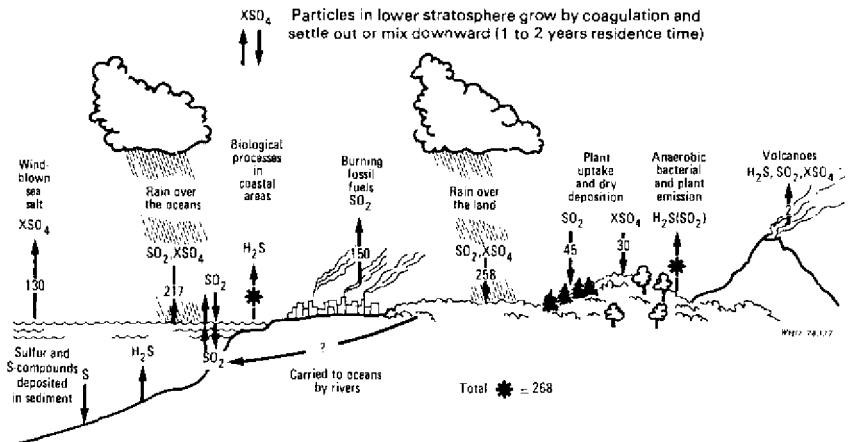 XSO₄
Particles in lower stratosphere grow by coagulation and
settle out or mix downward (1 to 2 years residence time)
Wind-
blown
sea
salt
XSO₄
130
Rain over
the oceans
SO₂,XSO₄
217
SO₂
SO₂
Biological
processes
in
coastal
areas
H₂S
Burning
fossil
fuels
SO₂
150
Rain over
the land
SO₂,XSO₄
258
Plant
uptake
and dry
deposition
SO₂
45
XSO₄
30
Anaerobic
bacterial
and plant
emission
H₂S(SO₂)
Volcanoes
H₂S, SO₂, XSO₄
2
Sulfur and
S-compounds
deposited
in sediment
S
H₂S
?
Carried to oceans
by rivers
Total ✱ = 268